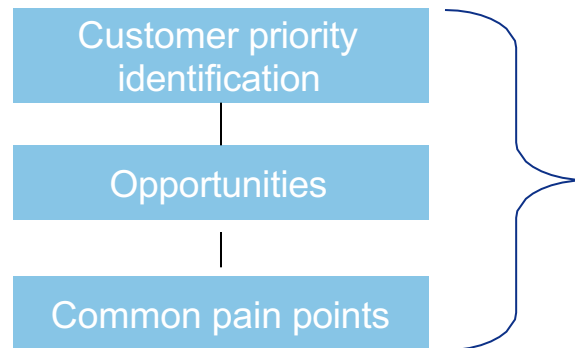 Customer priority
identification
Opportunities
Common pain points